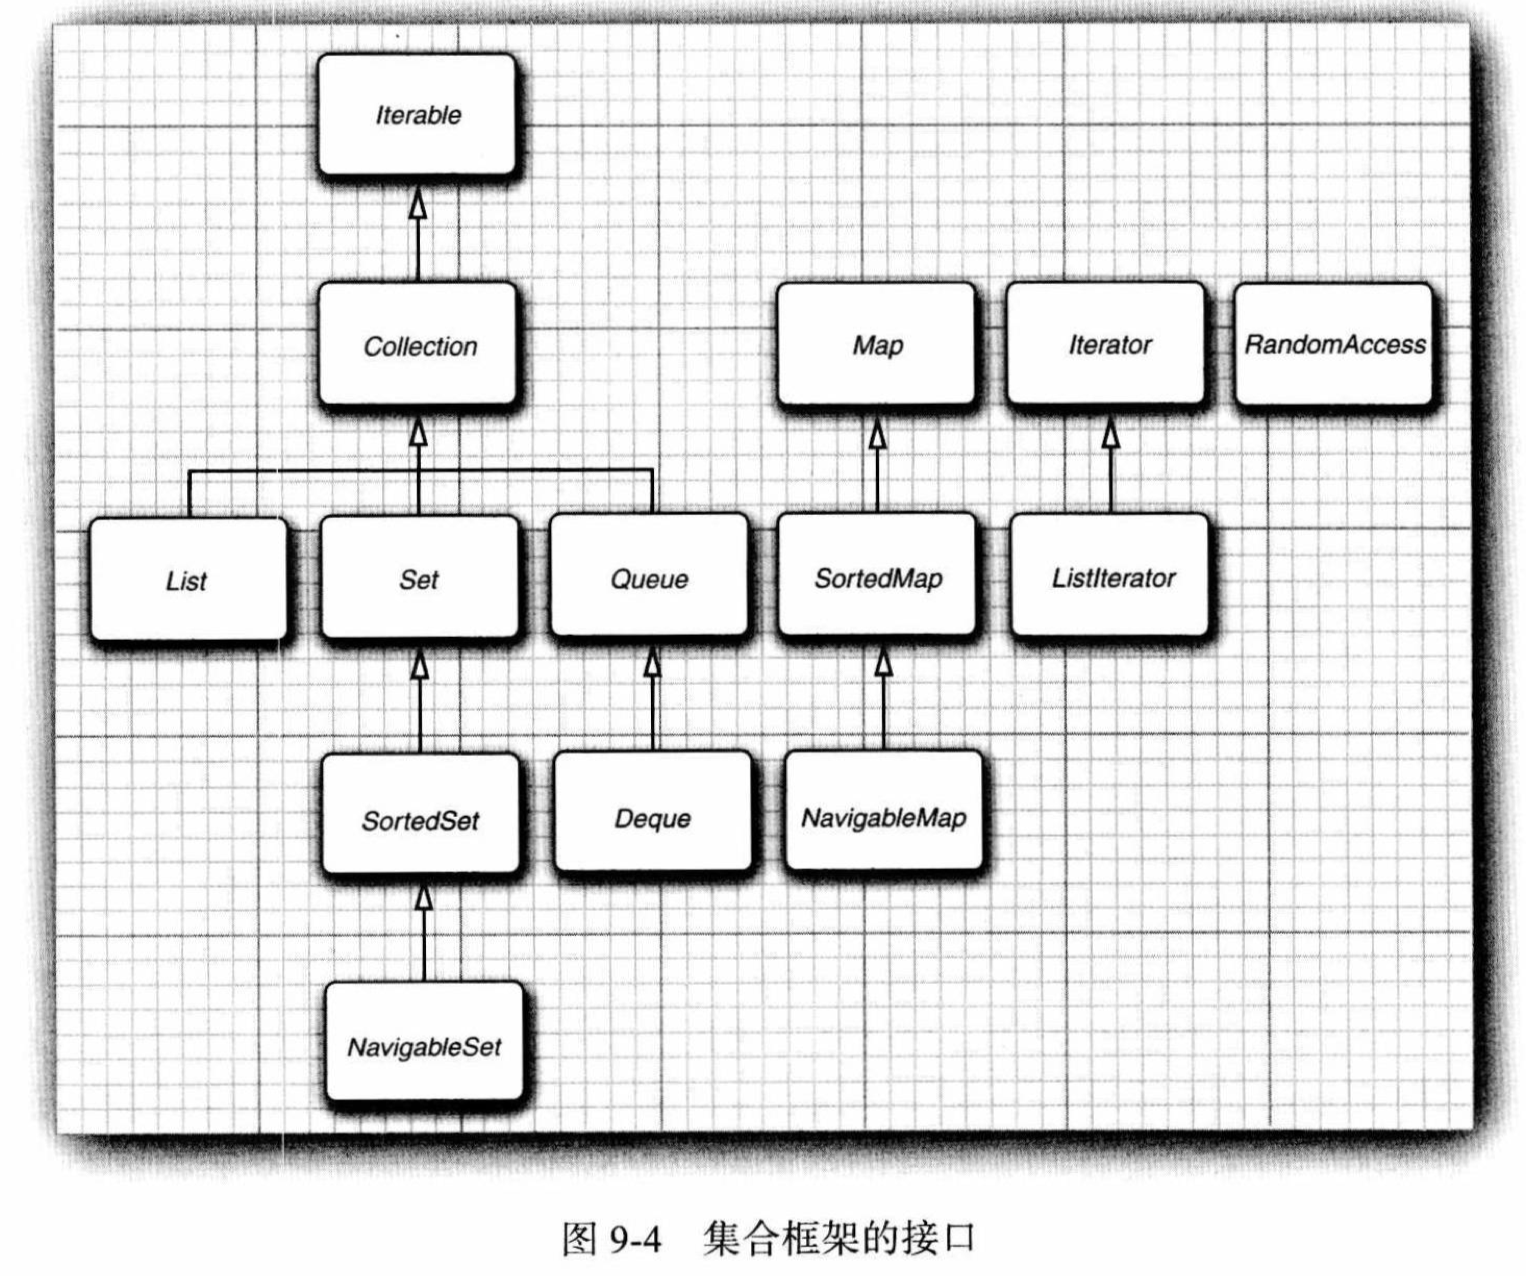 Iterable
Collection
Map
Iterator
RandomAccess
List
Set
Queue
SortedMap
ListIterator
SortedSet
Deque
NavigableMap
NavigableSet
图 9-4 集合框架的接口